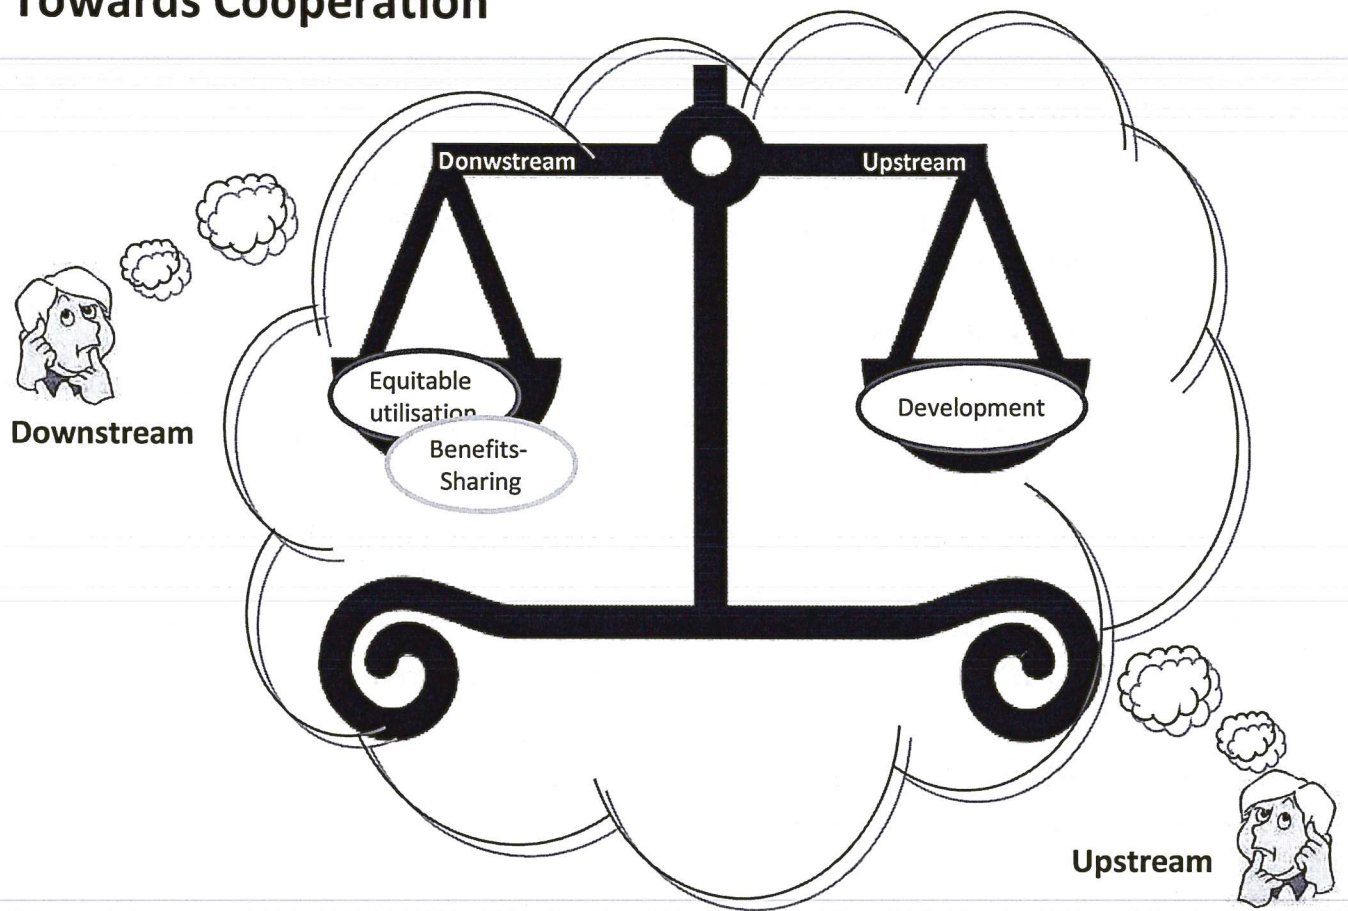 Towards Cooperation
Donwstream
Upstream
Equitable
utilisation
Benefits-
Sharing
Development
Downstream
Upstream